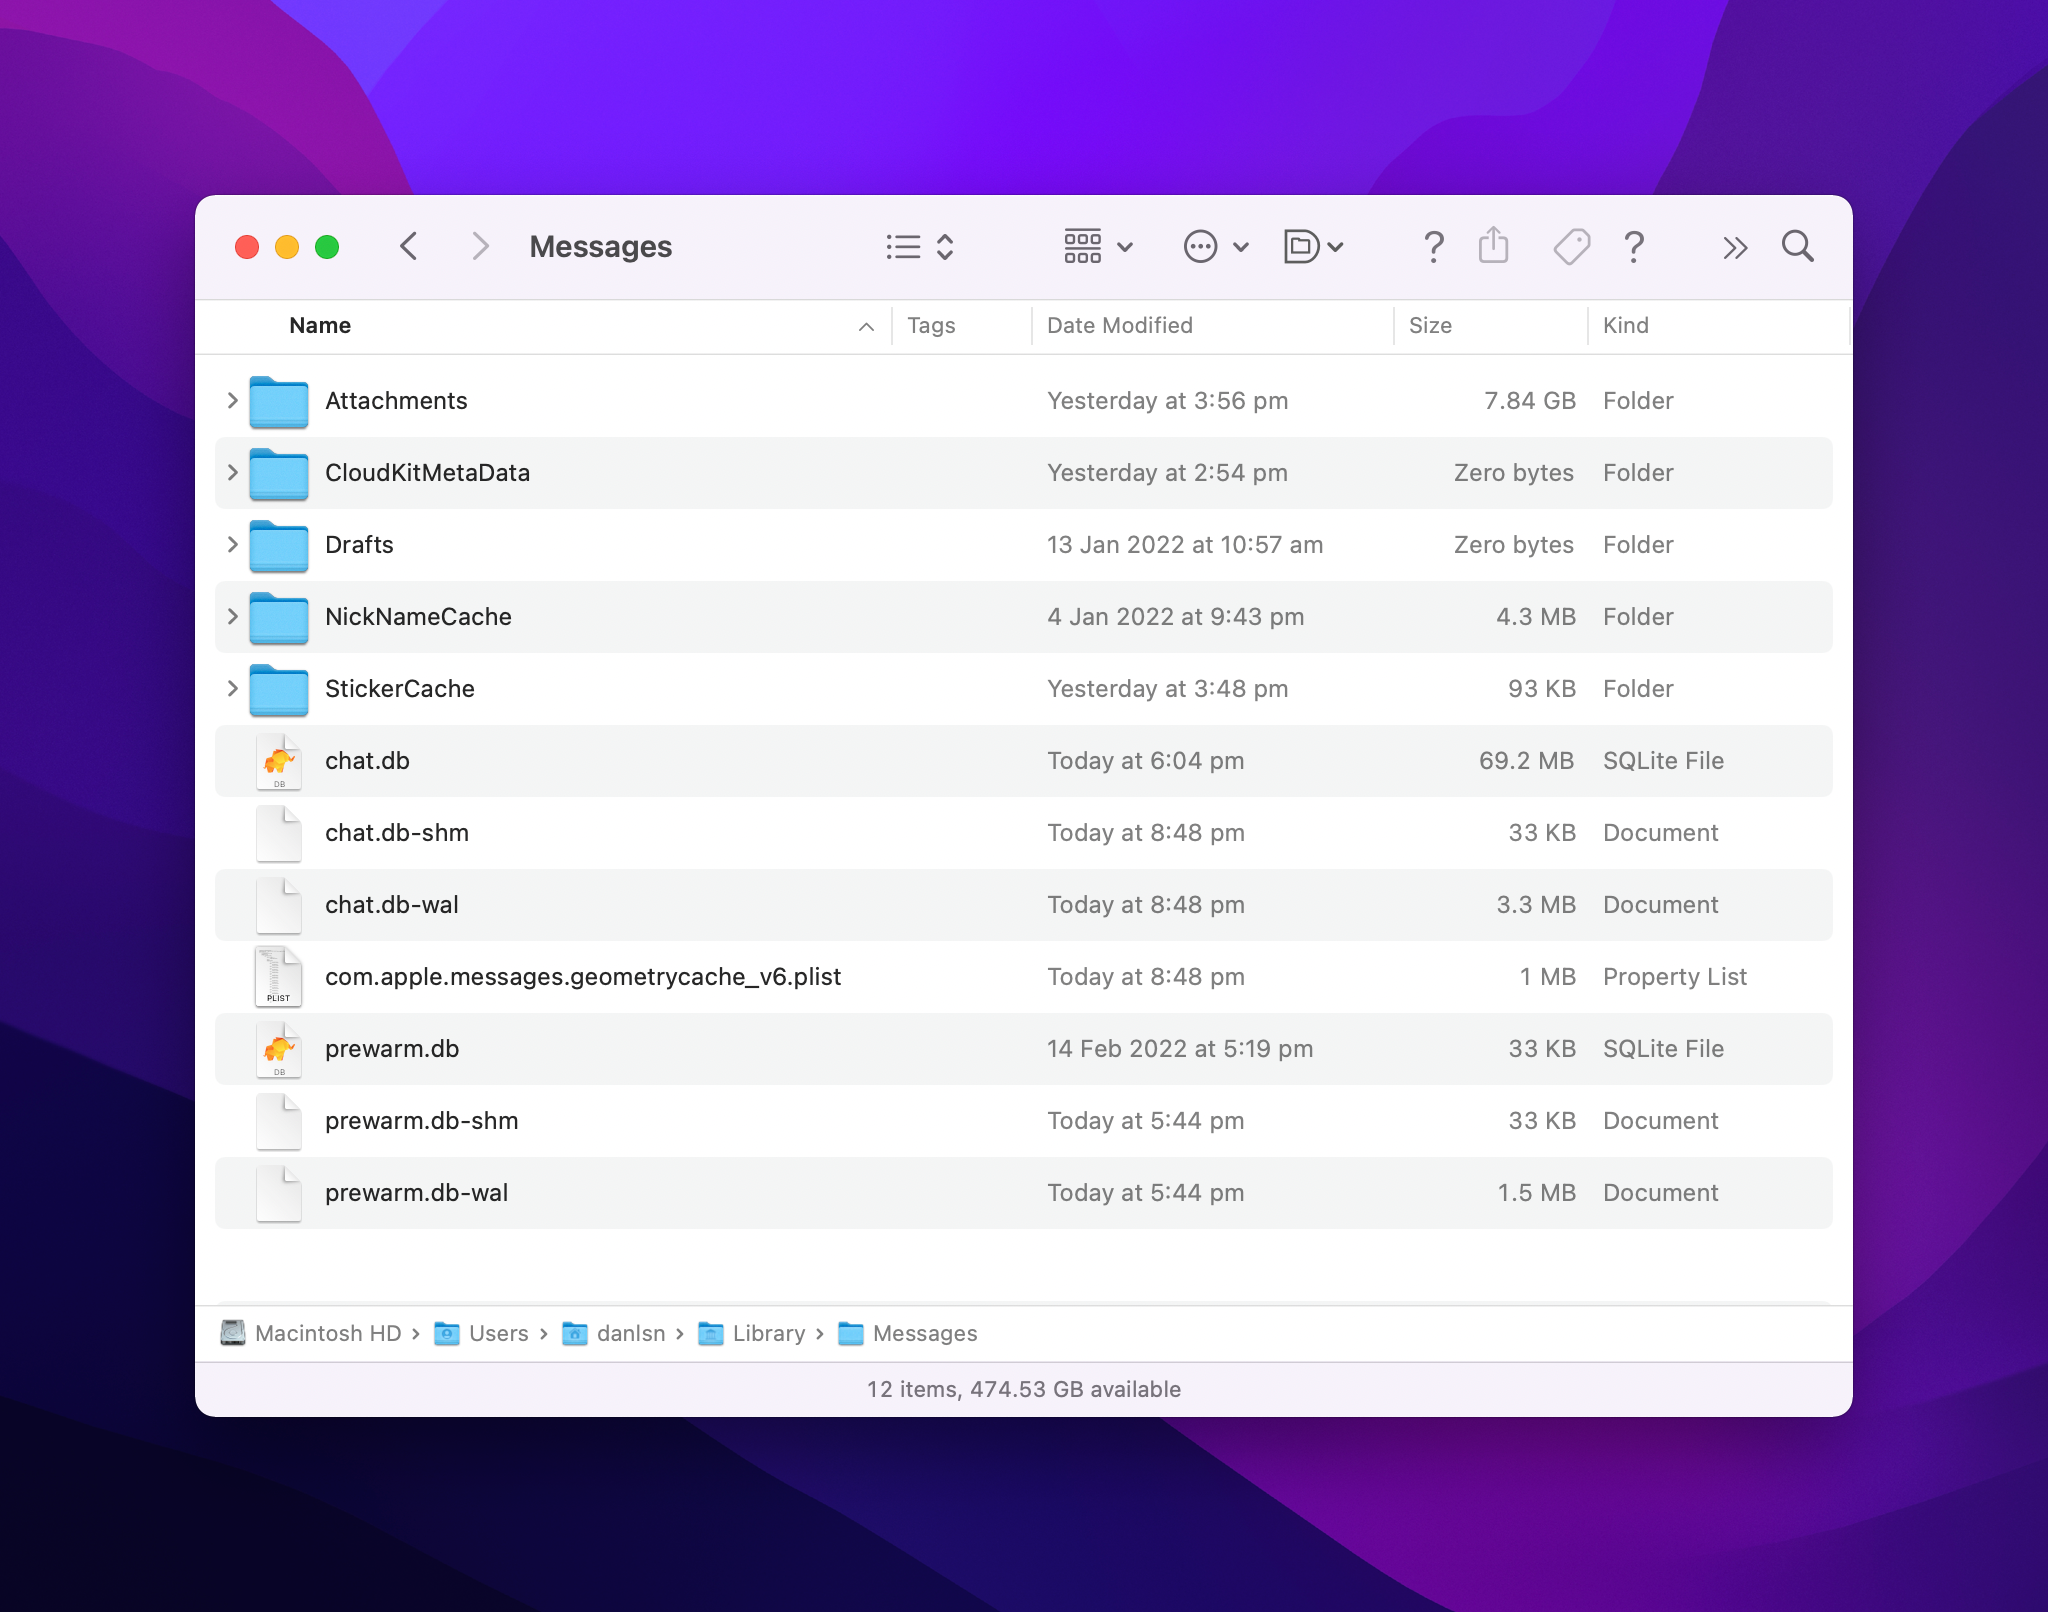 Messages
Name Tags Date Modified Size Kind
Attachments Yesterday at 3:56 pm 7.84 GB Folder
CloudKitMetaData Yesterday at 2:54 pm Zero bytes Folder
Drafts 13 Jan 2022 at 10:57 am Zero bytes Folder
NickNameCache 4 Jan 2022 at 9:43 pm 4.3 MB Folder
StickerCache Yesterday at 3:48 pm 93 KB Folder
DB chat.db Today at 6:04 pm 69.2 MB SQLite File
chat.db-shm Today at 8:48 pm 33 KB Document
chat.db-wal Today at 8:48 pm 3.3 MB Document
PLIST com.apple.messages.geometrycache_v6.plist Today at 8:48 pm 1 MB Property List
DB prewarm.db 14 Feb 2022 at 5:19 pm 33 KB SQLite File
prewarm.db-shm Today at 5:44 pm 33 KB Document
prewarm.db-wal Today at 5:44 pm 1.5 MB Document
Macintosh HD › Users › danlsn › Library › Messages
12 items, 474.53 GB available